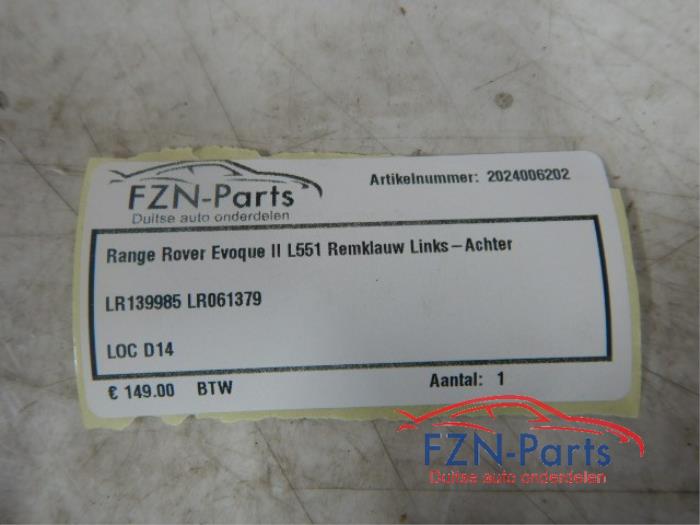 FZN-Parts
Duitse auto onderdelen
Artikelnummer: 2024006202
Range Rover Evoque II L551 Remklauw Links-Achter
LR139985 LR061379
LOC D14
€ 149.00 BTW
Aantal: 1
FZN-Parts
Duitse auto onderdelen